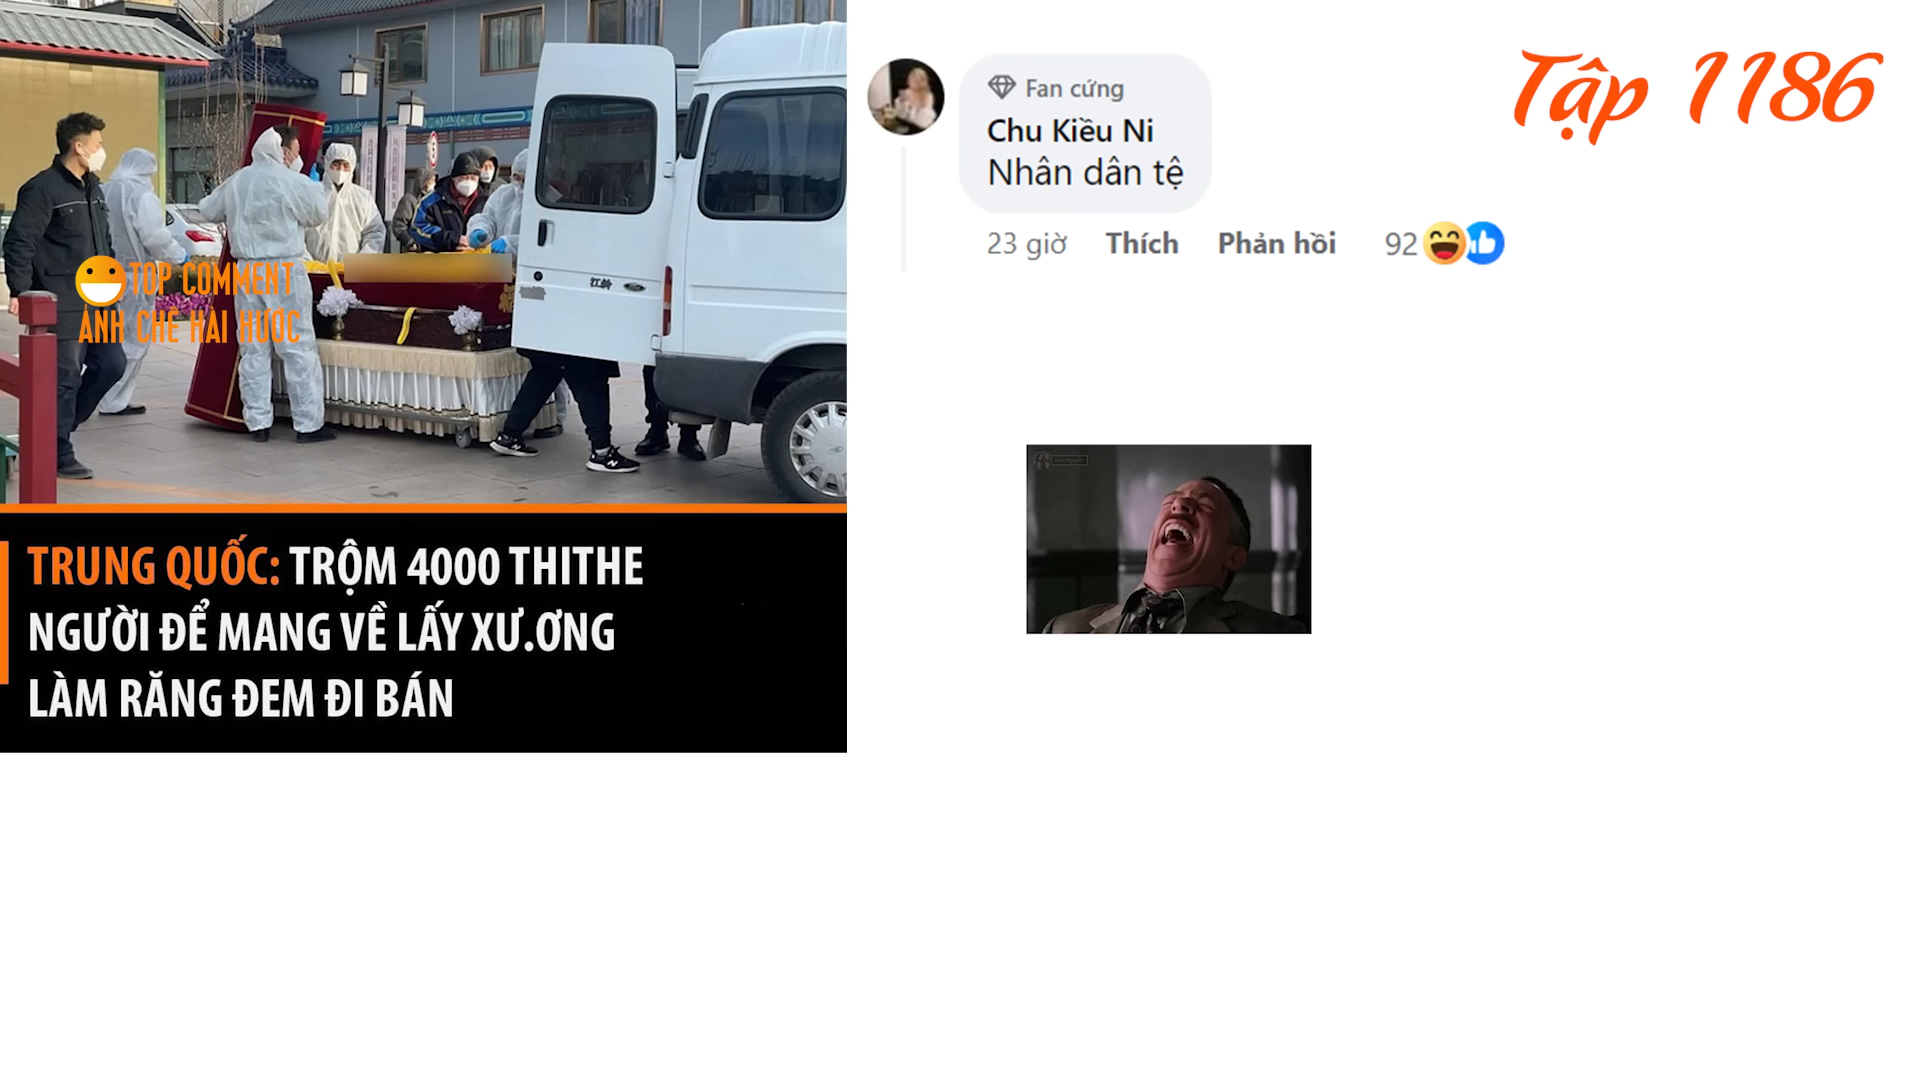 TOP COMMENT
ẢNH CHẾ HÀI HƯỚC
TRUNG QUỐC: TRỘM 4000 THITHE
NGƯỜI ĐỂ MANG VỀ LẤY XƯ.ƠNG
LÀM RĂNG ĐEM ĐI BÁN
Fan cứng
Chu Kiều Ni
Nhân dân tệ
23 giờ Thích Phản hồi 92
Tập 1186